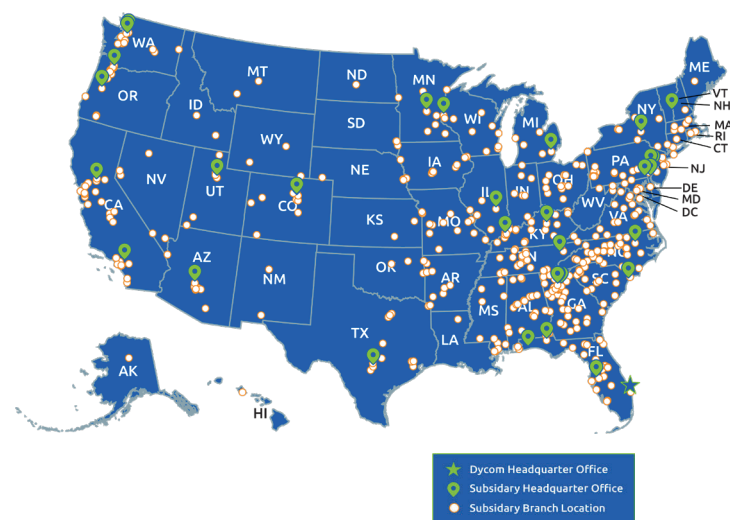 WA
ME
MT
ND
MN
VT
NH
OR
ID
WI
MI
NY
MA
RI
CT
SD
WY
IA
PA
NJ
NE
NV
UT
IL
IN
OH
DE
MD
DC
CA
CO
KS
MO
KY
WV
VA
AZ
NM
OK
AR
SC
MS
AL
GA
TX
LA
FL
AK
HI
Dycom Headquarter Office
Subsidary Headquarter Office
Subsidary Branch Location